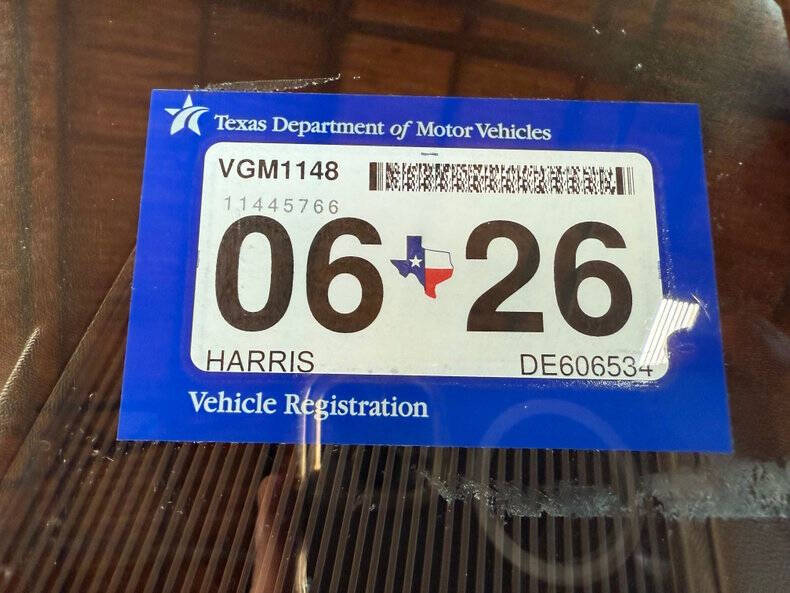 Texas Department of Motor Vehicles
VGM1148
11445766
06 26
HARRIS DE606534
Vehicle Registration